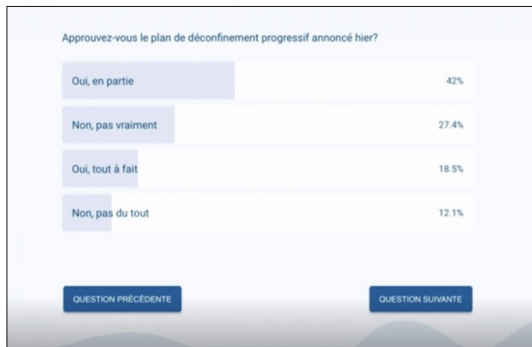 Approuvez-vous le plan de déconfinement progressif annoncé hier?
Oui, en partie 42%
Non, pas vraiment 27.4%
Oui, tout à fait 18.5%
Non, pas du tout 12.1%
QUESTION PRÉCÉDENTE QUESTION SUIVANTE